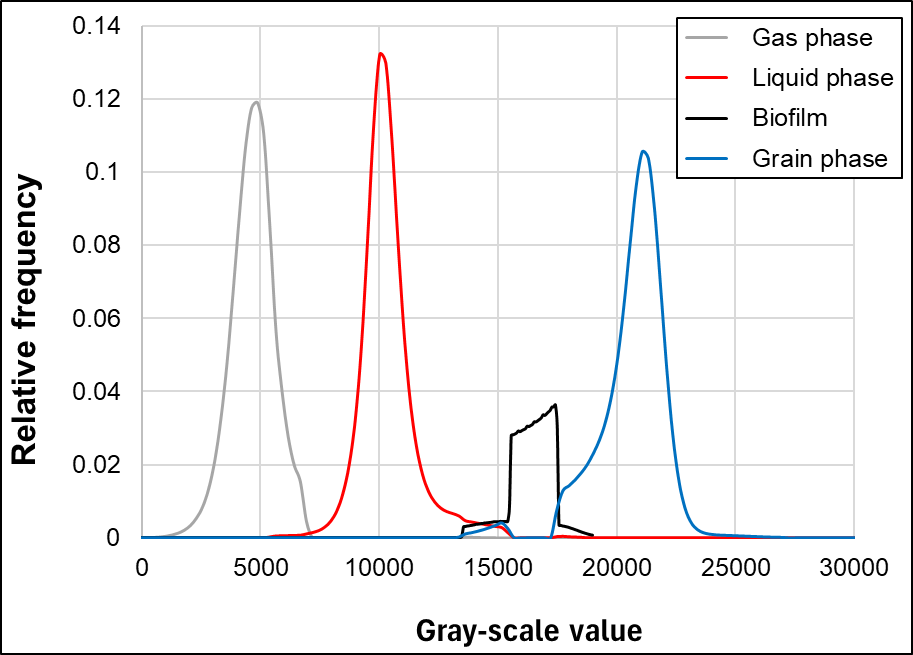 0.14
0.12
0.1
0.08
0.06
0.04
0.02
0
Relative frequency
0 5000 10000 15000 20000 25000 30000
Gray-scale value
Gas phase
Liquid phase
Biofilm
Grain phase